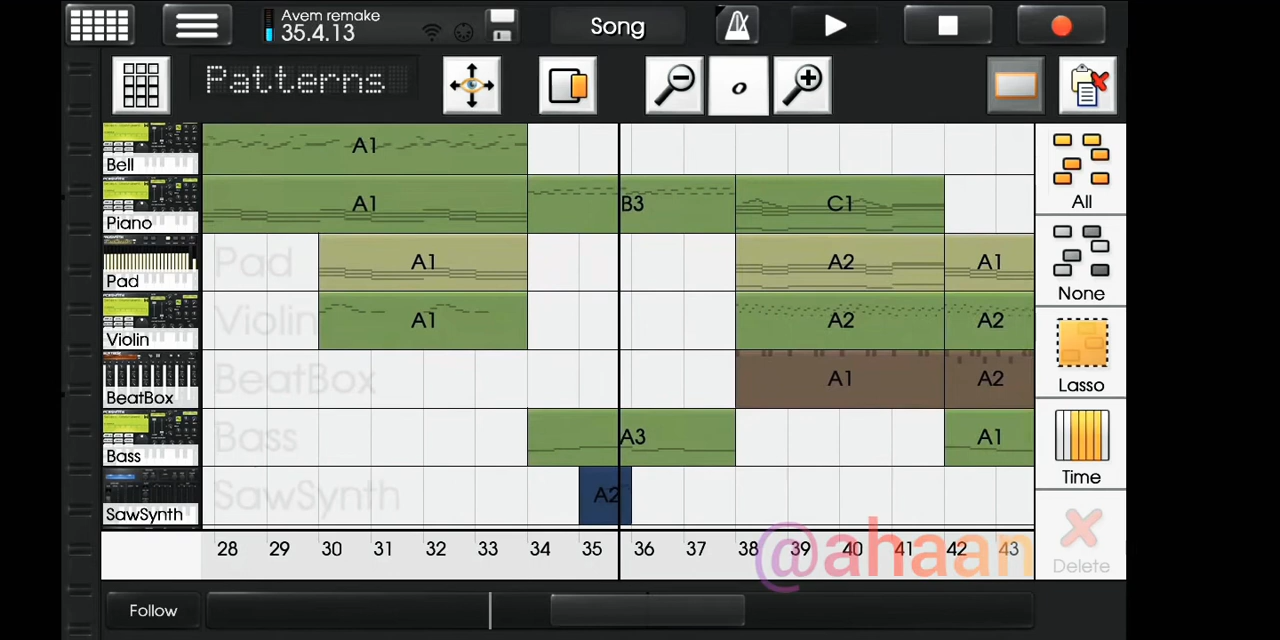 Avem remake
35.4.13
Song
Patterns
o
A1
Bell
A1 B3 C1
Piano
Pad A1 A2 A1
Pad
Violin A1 A2 A2
Violin
BeatBox A1 A2
BeatBox
Bass A3 A1
Bass
SawSynth A2
SawSynth
28 29 30 31 32 33 34 35 36 37 38 39 40 41 42 43
@ahaan
All
None
Lasso
Time
Delete
Follow